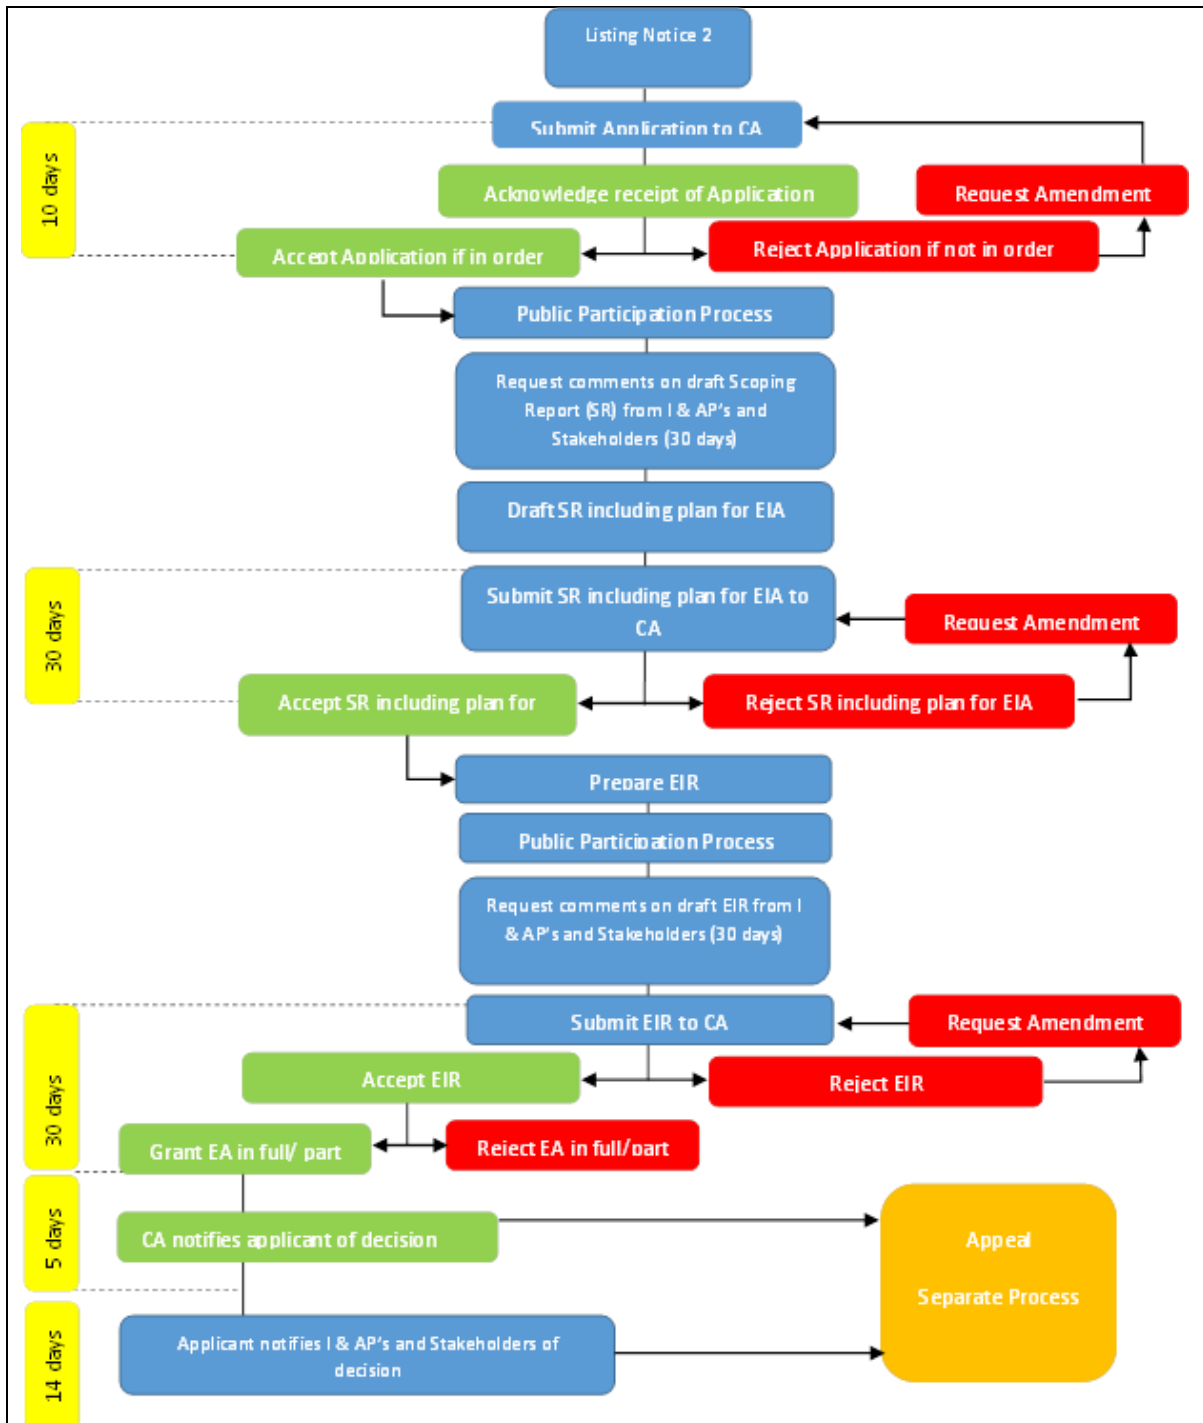 Listing Notice 2
Submit Application to CA
10 days
Acknowledge receipt of Application
Request Amendment
Accept Application if in order
Reject Application if not in order
Public Participation Process
Request comments on draft Scoping
Report (SR) from I & AP's and
Stakeholders (30 days)
Draft SR including plan for EIA
30 days
Submit SR including plan for EIA to
CA
Request Amendment
Accept SR including plan for
Reject SR including plan for EIA
Prepare EIR
Public Participation Process
Request comments on draft EIR from I
& AP's and Stakeholders (30 days)
30 days
Submit EIR to CA
Request Amendment
Accept EIR
Reject EIR
Grant EA in full/ part
Reject EA in full/part
5 days
CA notifies applicant of decision
Appeal
Separate Process
14 days
Applicant notifies I & AP's and Stakeholders of
decision